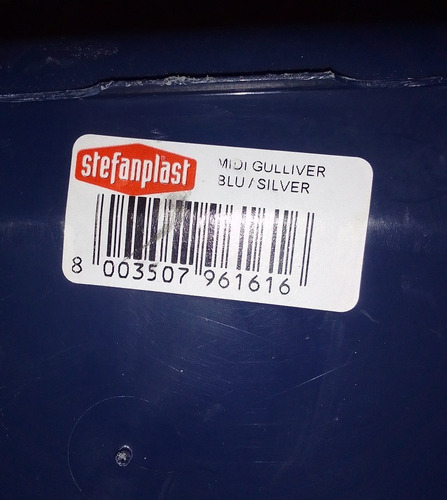 stefanplast
MIDI GULLIVER
BLU / SILVER
8 003507 961616